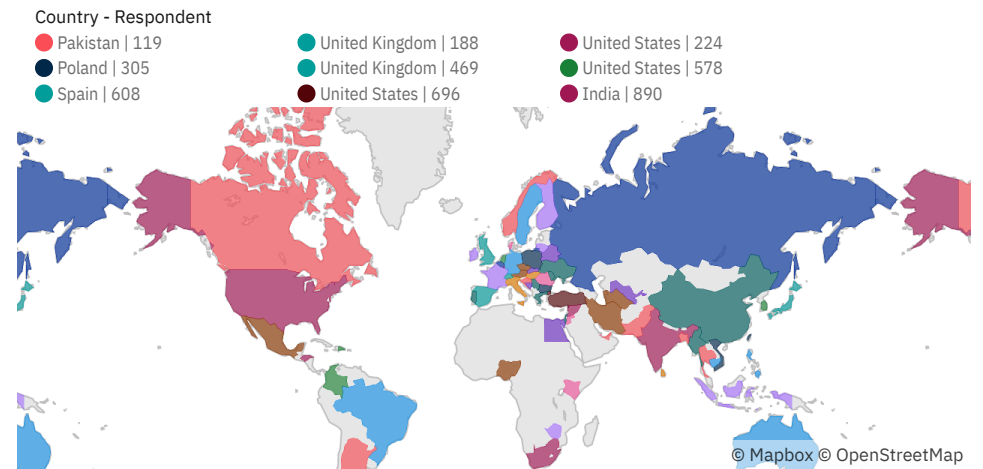 Country - Respondent
Pakistan | 119
United Kingdom | 188
United States | 224
Poland | 305
United Kingdom | 469
United States | 578
Spain | 608
United States | 696
India | 890
© Mapbox © OpenStreetMap